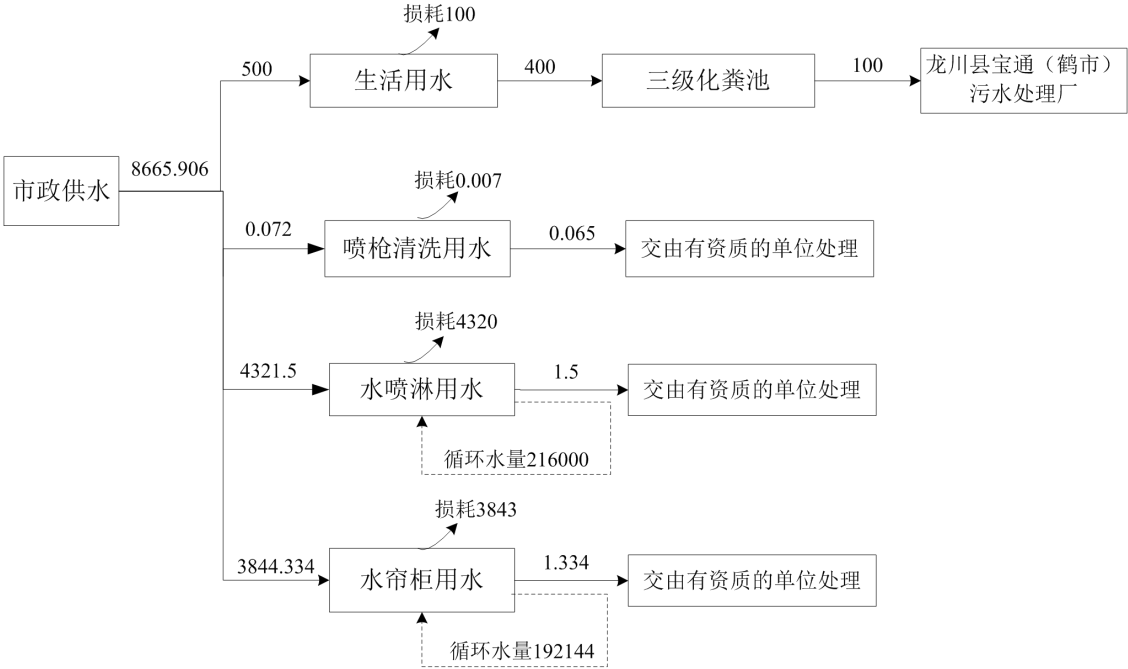 损耗100
500
生活用水
400
三级化粪池
100
龙川县宝通（鹤市）
污水处理厂
市政供水
8665.906
损耗0.007
0.072
喷枪清洗用水
0.065
交由有资质的单位处理
损耗4320
4321.5
水喷淋用水
1.5
交由有资质的单位处理
循环水量216000
损耗3843
3844.334
水帘柜用水
1.334
交由有资质的单位处理
循环水量192144